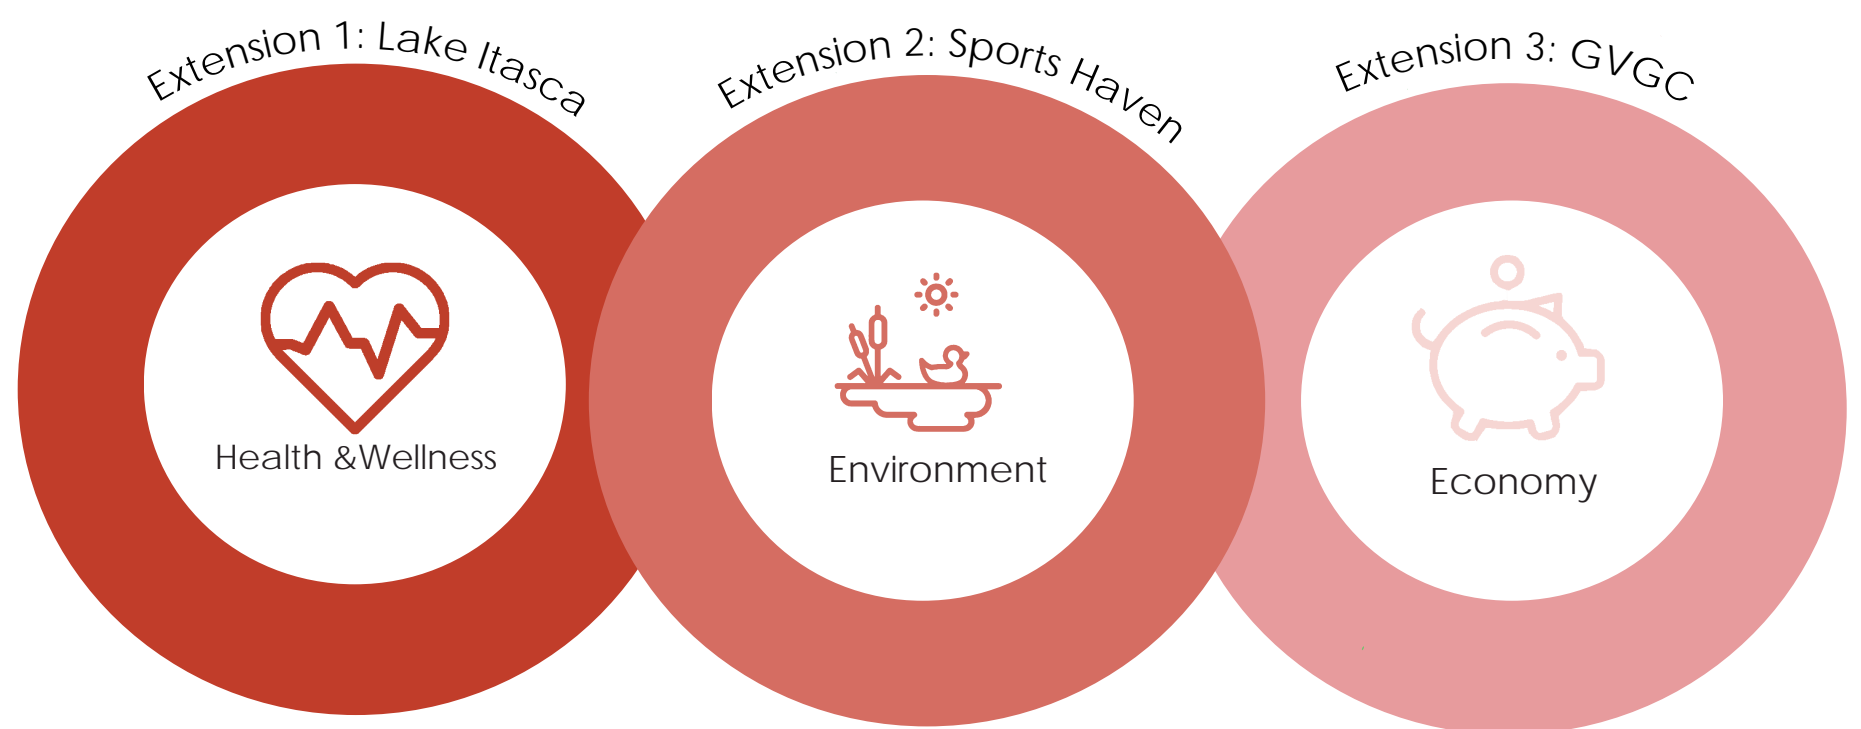 Extension 1: Lake Itasca
Health &Wellness
Extension 2: Sports Haven
Environment
Extension 3: GVGC
Economy